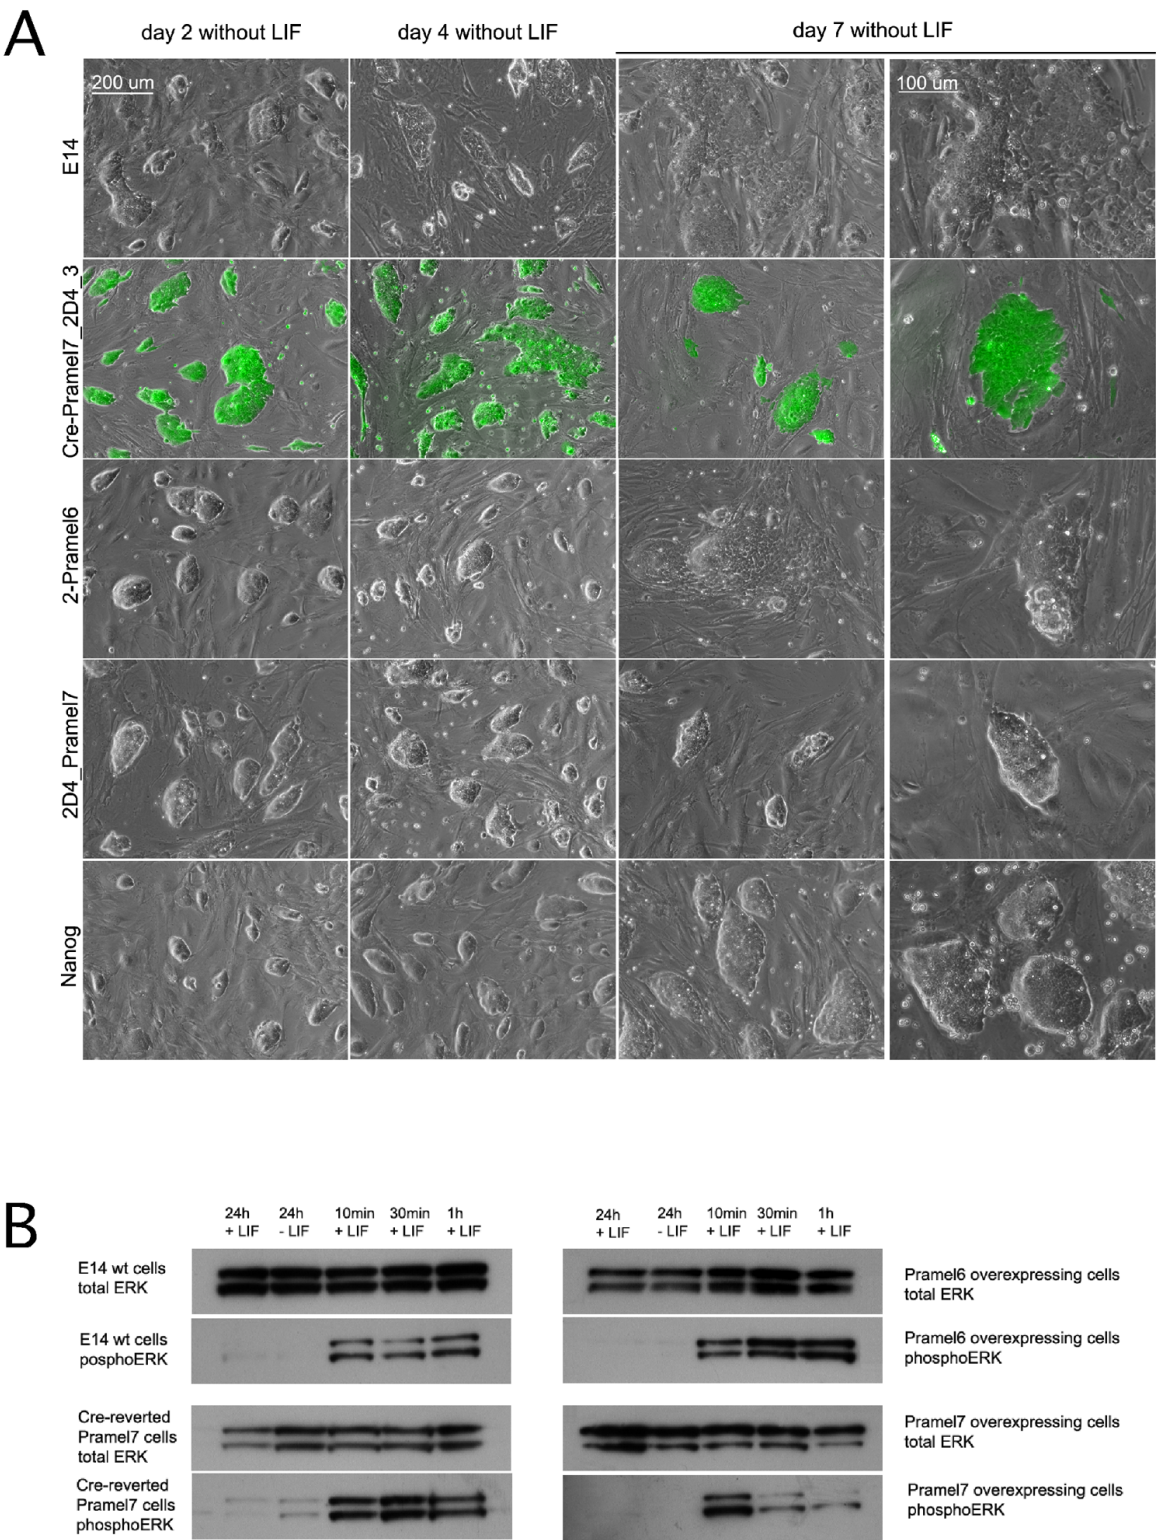 A
day 2 without LIF
day 4 without LIF
day 7 without LIF
200 um
100 um
E14
Cre-Pramel7_2D4_3
2-Pramel6
2D4_Pramel7
Nanog
B
24h 24h 10min 30min 1h
+ LIF - LIF + LIF + LIF + LIF
24h 24h 10min 30min 1h
+ LIF - LIF + LIF + LIF + LIF
E14 wt cells
total ERK
Pramel6 overexpressing cells
total ERK
E14 wt cells
posphoERK
Pramel6 overexpressing cells
phosphoERK
Cre-reverted
Pramel7 cells
total ERK
Pramel7 overexpressing cells
total ERK
Cre-reverted
Pramel7 cells
phosphoERK
Pramel7 overexpressing cells
phosphoERK